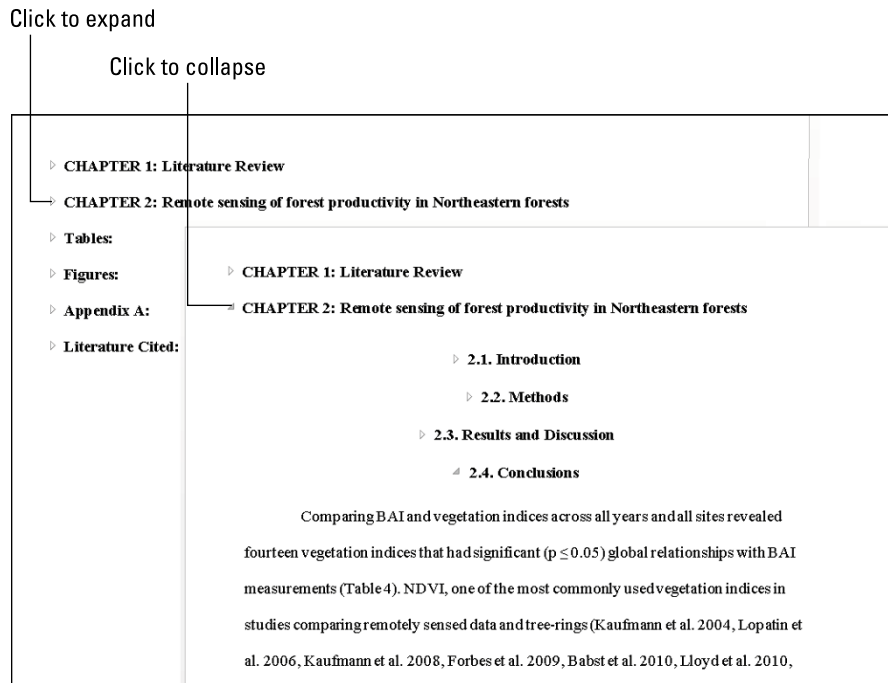 Click to expand
Click to collapse
CHAPTER 1: Literature Review
CHAPTER 2: Remote sensing of forest productivity in Northeastern forests
Tables:
Figures:
Appendix A:
Literature Cited:
CHAPTER 1: Literature Review
CHAPTER 2: Remote sensing of forest productivity in Northeastern forests
2.1. Introduction
2.2. Methods
2.3. Results and Discussion
2.4. Conclusions
Comparing BAI and vegetation indices across all years and all sites revealed
fourteen vegetation indices that had significant (p ≤ 0.05) global relationships with BAI
measurements (Table 4). NDVI, one of the most commonly used vegetation indices in
studies comparing remotely sensed data and tree-rings (Kaufmann et al. 2004, Lopatin et
al. 2006, Kaufmann et al. 2008, Forbes et al. 2009, Babst et al. 2010, Lloyd et al. 2010,